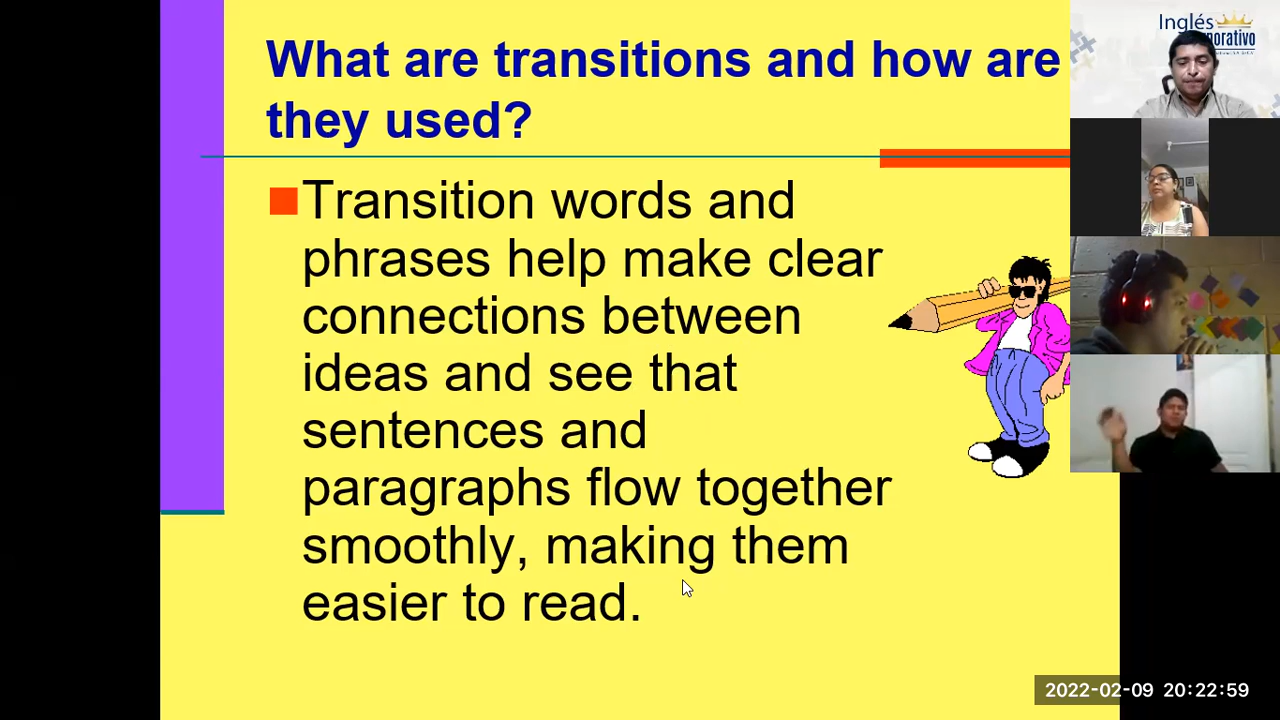 What are transitions and how are
they used?
Transition words and
phrases help make clear
connections between
ideas and see that
sentences and
paragraphs flow together
smoothly, making them
easier to read.
Inglés
2022-02-09 20:22:59